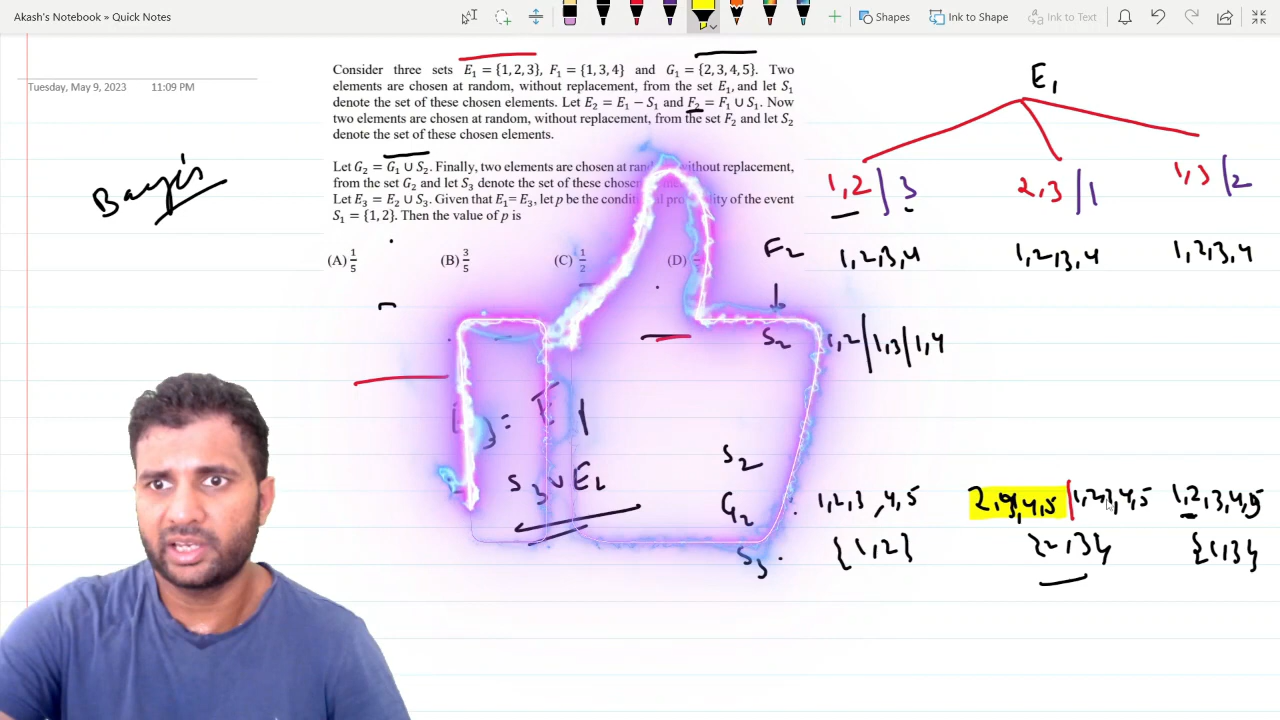 Akash's Notebook » Quick Notes
Shapes
Ink to Shape
Ink to Text
Tuesday, May 9, 2023 11:09 PM
Consider three sets E₁ = {1, 2, 3}, F₁ = {1, 3, 4} and G₁ = {2, 3, 4, 5}. Two
elements are chosen at random, without replacement, from the set E₁, and let S₁
denote the set of these chosen elements. Let E₂ = E₁ − S₁ and F₂ = F₁ ∪ S₁. Now
two elements are chosen at random, without replacement, from the set F₂ and let S₂
denote the set of these chosen elements.
Let G₂ = G₁ ∪ S₂. Finally, two elements are chosen at without replacement,
from the set G₂ and let S₃ denote the set of these chosen
Let E₃ = E₂ ∪ S₃. Given that E₁= E₃, let p be the of the event
S₁ = {1, 2}. Then the value of p is
(A) 1/5 (B) 3/5 (C) 1/2 (D)
E₁
1,2 | 3 2,3 | 1 1,3 | 2
F₂ 1,2,3,4 1,2,3,4 1,2,3,4
S₂ 1,2 | 1,3 | 1,4
= E1
S₃ ∪ E₂
S₂
G₂ 1,2,3,4,5 2,3,4,5 | 1,2,3,4,5 1,2,3,4,5
S₃ {1,2} {2,3} {1,3}